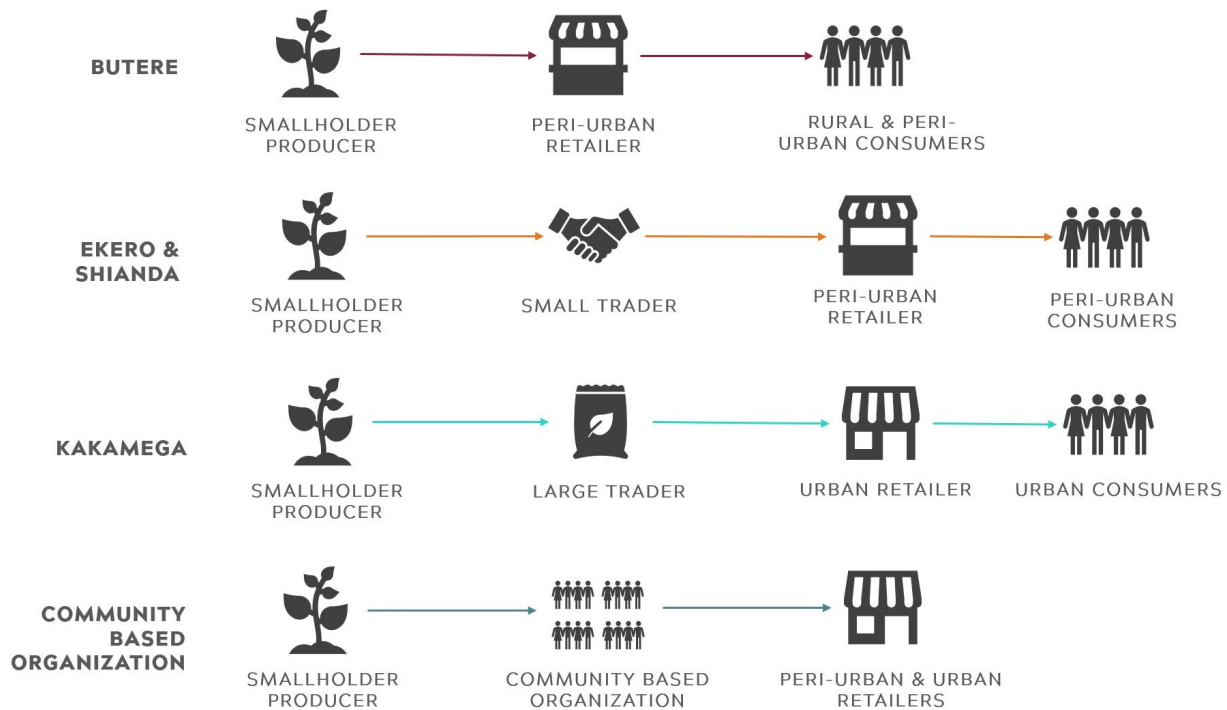 BUTERE
SMALLHOLDER
PRODUCER
PERI-URBAN
RETAILER
RURAL & PERI-
URBAN CONSUMERS
EKERO &
SHIANDA
SMALLHOLDER
PRODUCER
SMALL TRADER
PERI-URBAN
RETAILER
PERI-URBAN
CONSUMERS
KAKAMEGA
SMALLHOLDER
PRODUCER
LARGE TRADER
URBAN RETAILER
URBAN CONSUMERS
COMMUNITY
BASED
ORGANIZATION
SMALLHOLDER
PRODUCER
COMMUNITY BASED
ORGANIZATION
PERI-URBAN & URBAN
RETAILERS